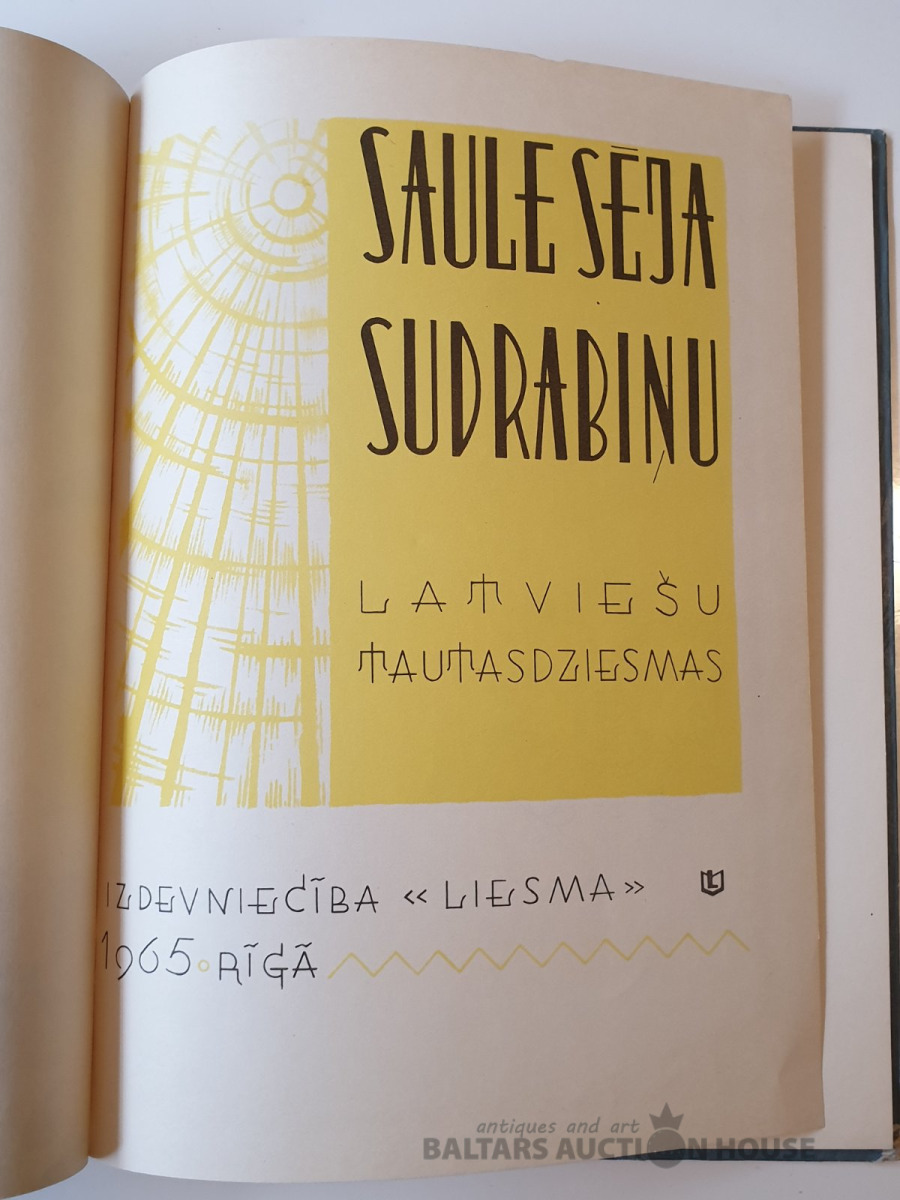 SAULE SĒJA
SUDRABIŅU
LATVIEŠU
TAUTASDZIESMAS
IZDEVNIECĪBA «LIESMA»
L
1965 RĪGĀ
antiques and art
BALTARS AUCTION HOUSE